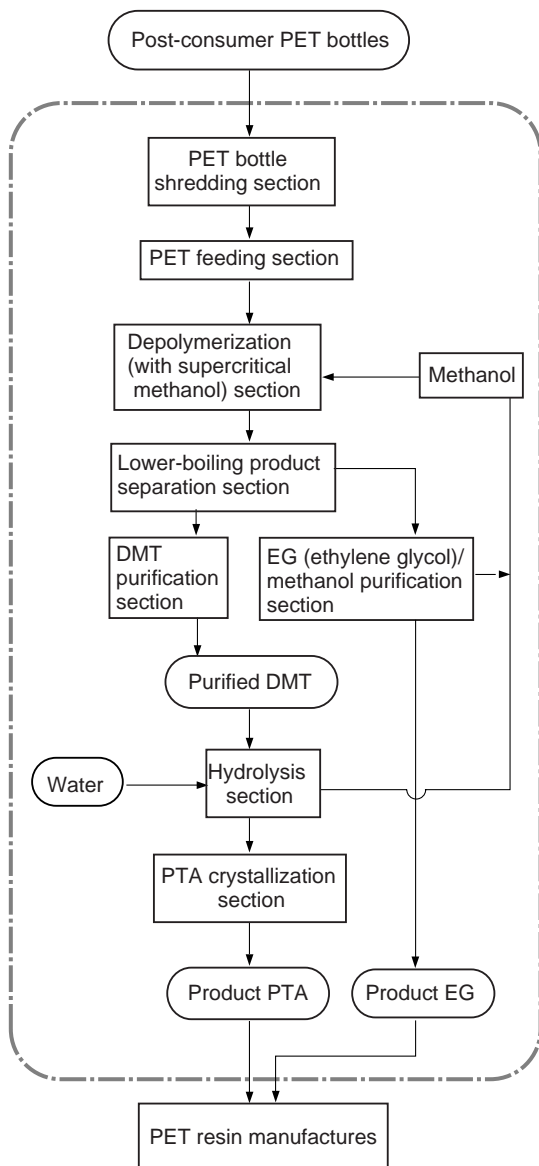 Post-consumer PET bottles
PET bottle
shredding section
PET feeding section
Depolymerization
(with supercritical
methanol) section
Methanol
Lower-boiling product
separation section
DMT
purification
section
EG (ethylene glycol)/
methanol purification
section
Purified DMT
Water
Hydrolysis
section
PTA crystallization
section
Product PTA
Product EG
PET resin manufactures